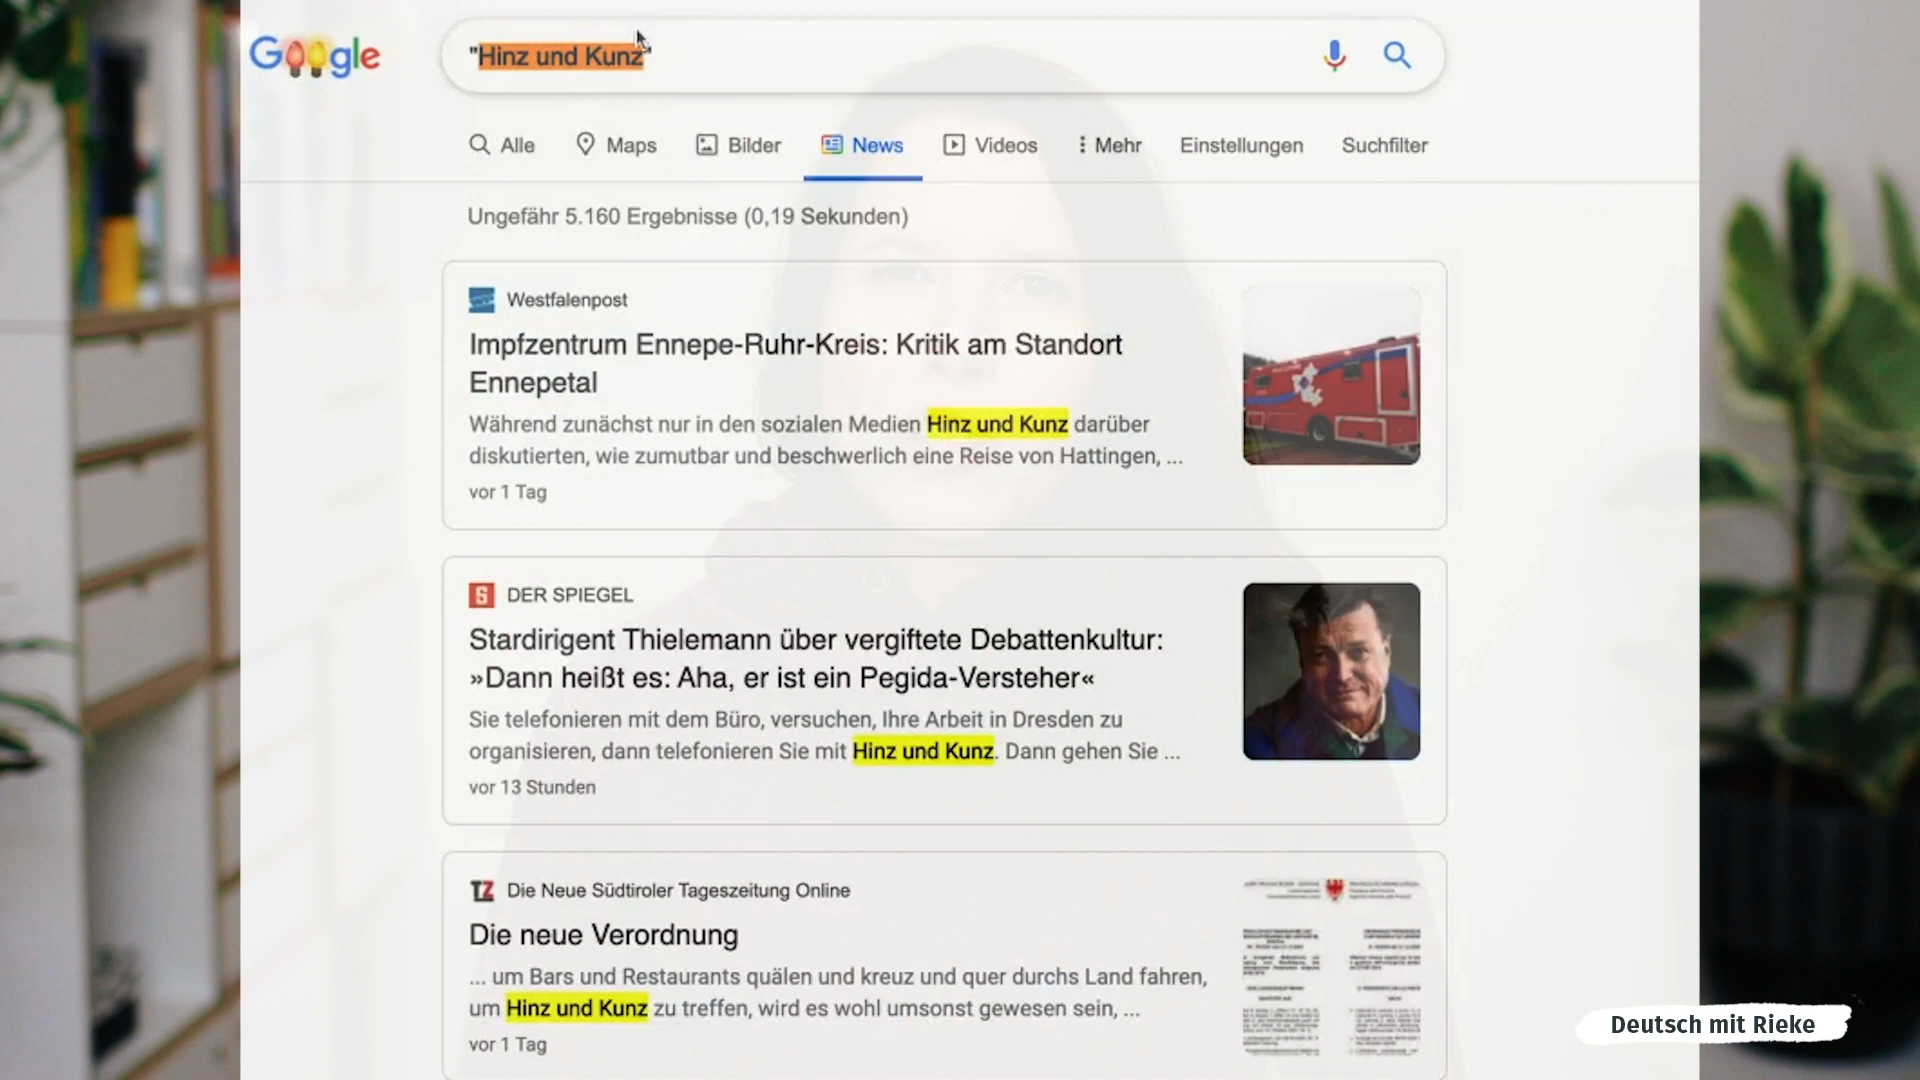 Google
"Hinz und Kunz"
Alle Maps Bilder News Videos Mehr Einstellungen Suchfilter
Ungefähr 5.160 Ergebnisse (0,19 Sekunden)
Westfalenpost
Impfzentrum Ennepe-Ruhr-Kreis: Kritik am Standort
Ennepetal
Während zunächst nur in den sozialen Medien Hinz und Kunz darüber
diskutierten, wie zumutbar und beschwerlich eine Reise von Hattingen, ...
vor 1 Tag
DER SPIEGEL
Stardirigent Thielemann über vergiftete Debattenkultur:
»Dann heißt es: Aha, er ist ein Pegida-Versteher«
Sie telefonieren mit dem Büro, versuchen, Ihre Arbeit in Dresden zu
organisieren, dann telefonieren Sie mit Hinz und Kunz. Dann gehen Sie ...
vor 13 Stunden
TZ Die Neue Südtiroler Tageszeitung Online
Die neue Verordnung
... um Bars und Restaurants quälen und kreuz und quer durchs Land fahren,
um Hinz und Kunz zu treffen, wird es wohl umsonst gewesen sein, ...
vor 1 Tag
Deutsch mit Rieke